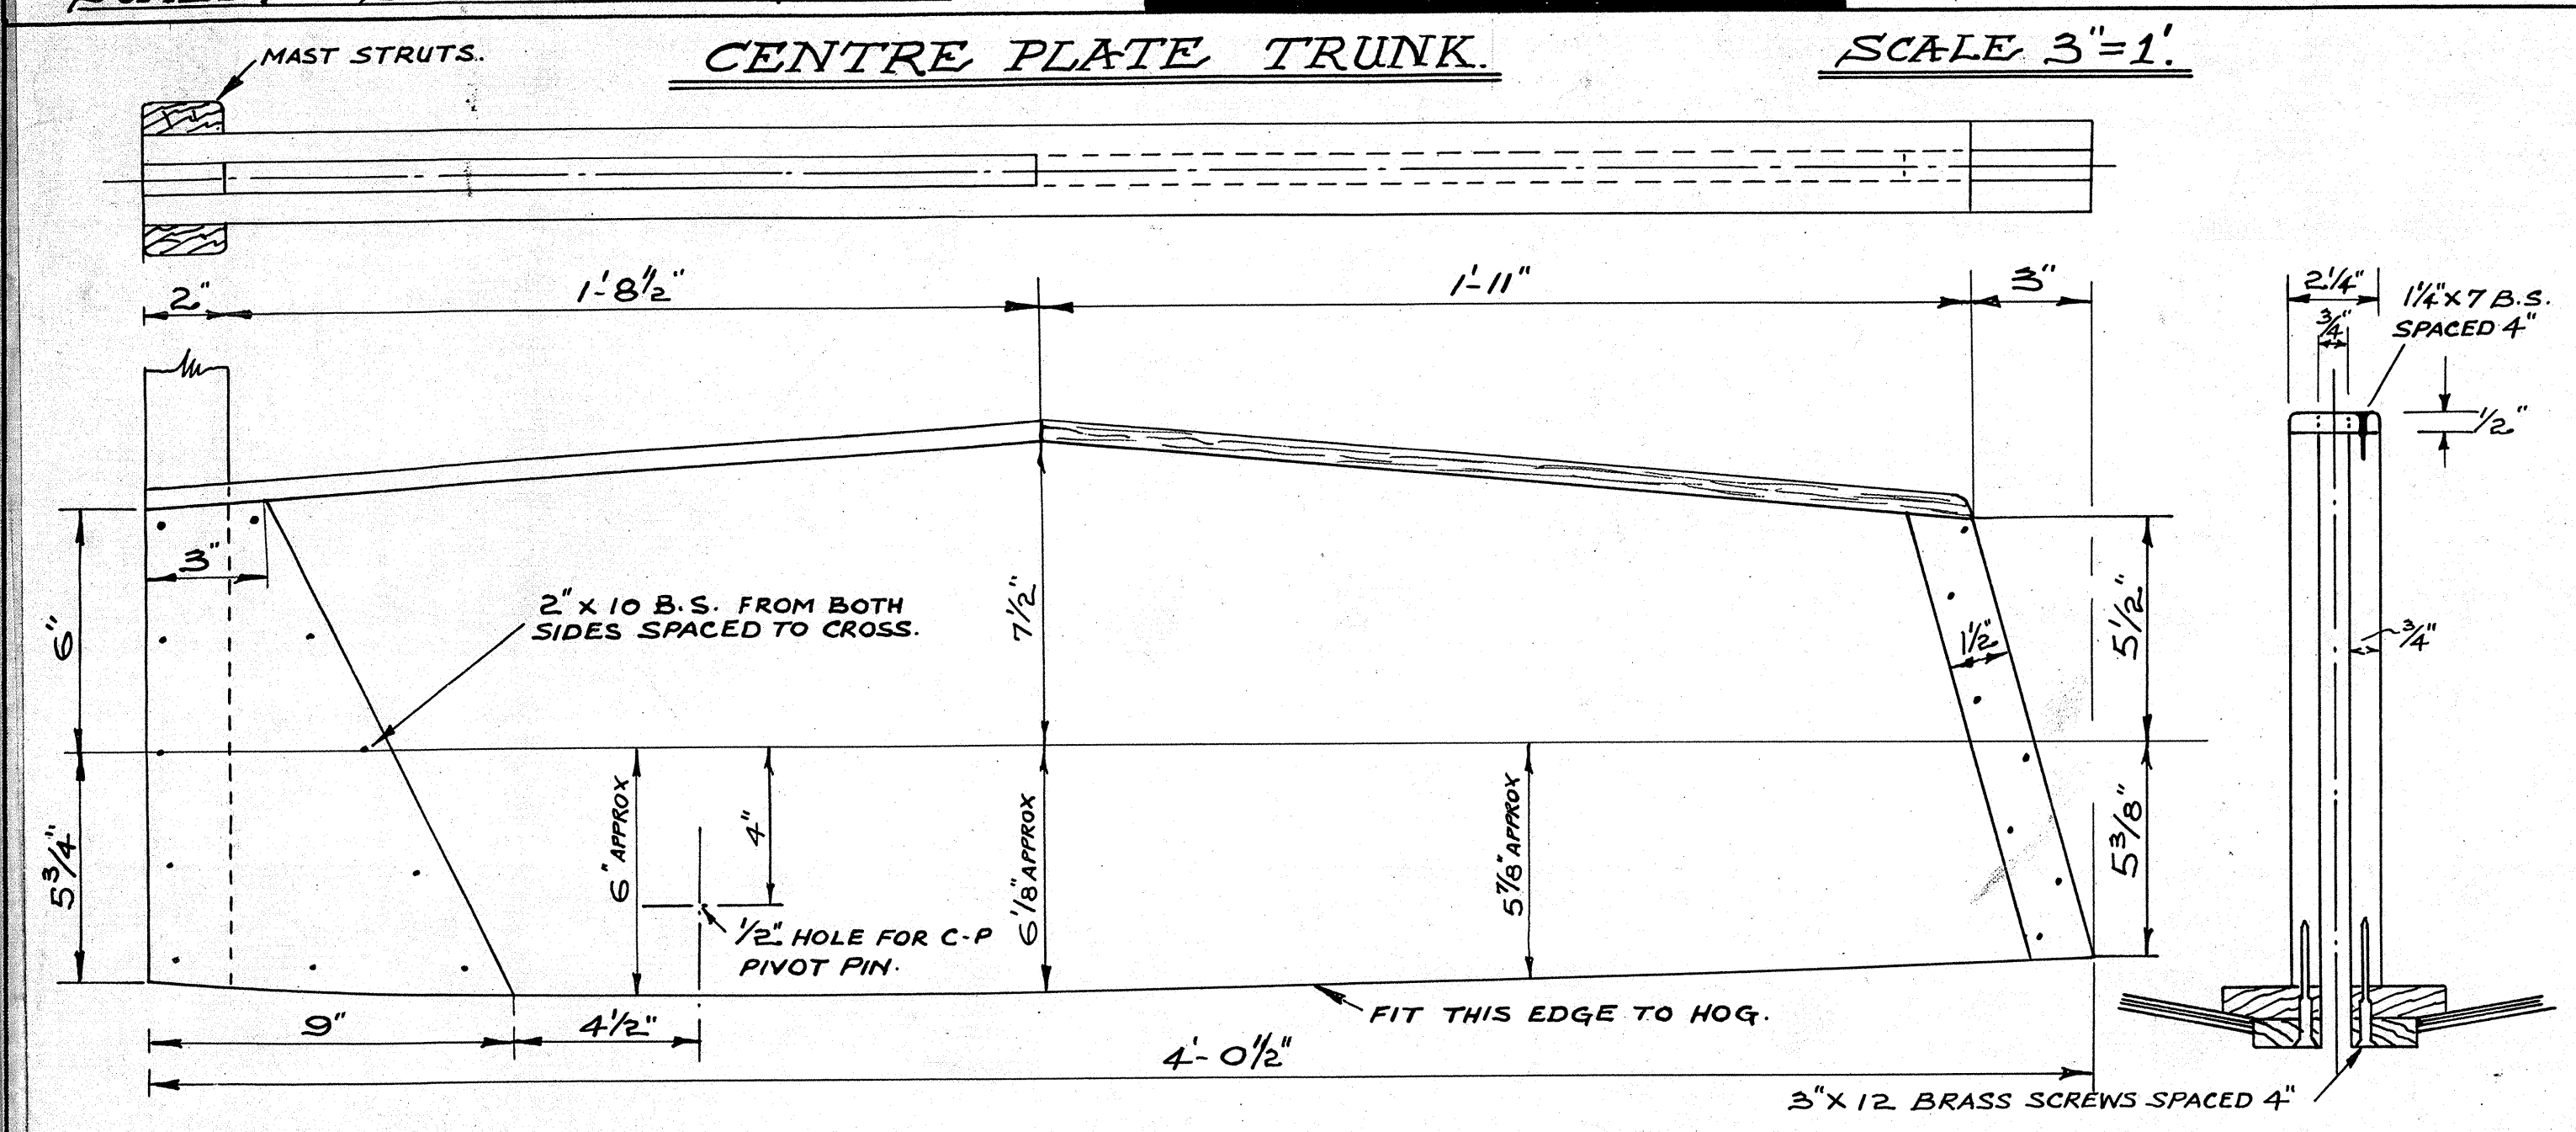 CENTRE PLATE TRUNK.
SCALE 3"=1'.
MAST STRUTS.
2"
1'-8½"
1'-11"
3"
2¼"
¾"
1¼"X7 B.S.
SPACED 4"
½"
3"
6"
5¾"
2" X 10 B.S. FROM BOTH
SIDES SPACED TO CROSS.
7½"
1½"
5½"
¾"
6" APPROX
4"
6⅛" APPROX
5⅞" APPROX
5⅜"
½" HOLE FOR C-P
PIVOT PIN.
FIT THIS EDGE TO HOG.
9"
4½"
4'-0½"
3"X12 BRASS SCREWS SPACED 4"